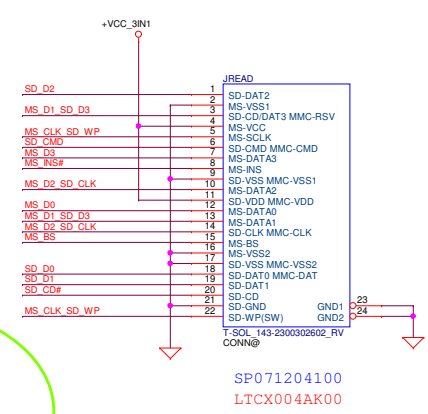 +VCC_3IN1
JREAD
SD_D2 1 SD-DAT2
2 MS-VSS1
MS_D1_SD_D3 3 SD-CD/DAT3 MMC-RSV
4 MS-VCC
MS_CLK_SD_WP 5 MS-SCLK
SD_CMD 6 SD-CMD MMC-CMD
MS_D3 7 MS-DATA3
MS_INS# 8 MS-INS
9 SD-VSS MMC-VSS1
MS_D2_SD_CLK 10 MS-DATA2
11 SD-VDD MMC-VDD
MS_D0 12 MS-DATA0
MS_D1_SD_D3 13 MS-DATA1
MS_D2_SD_CLK 14 SD-CLK MMC-CLK
MS_BS 15 MS-BS
16 MS-VSS2
17 SD-VSS MMC-VSS2
SD_D0 18 SD-DAT0 MMC-DAT
SD_D1 19 SD-DAT1
SD_CD# 20 SD-CD
21 SD-GND GND1 23
MS_CLK_SD_WP 22 SD-WP(SW) GND2 24
T-SOL_143-2300302602_RV
CONN@
SP071204100
LTCX004AK00